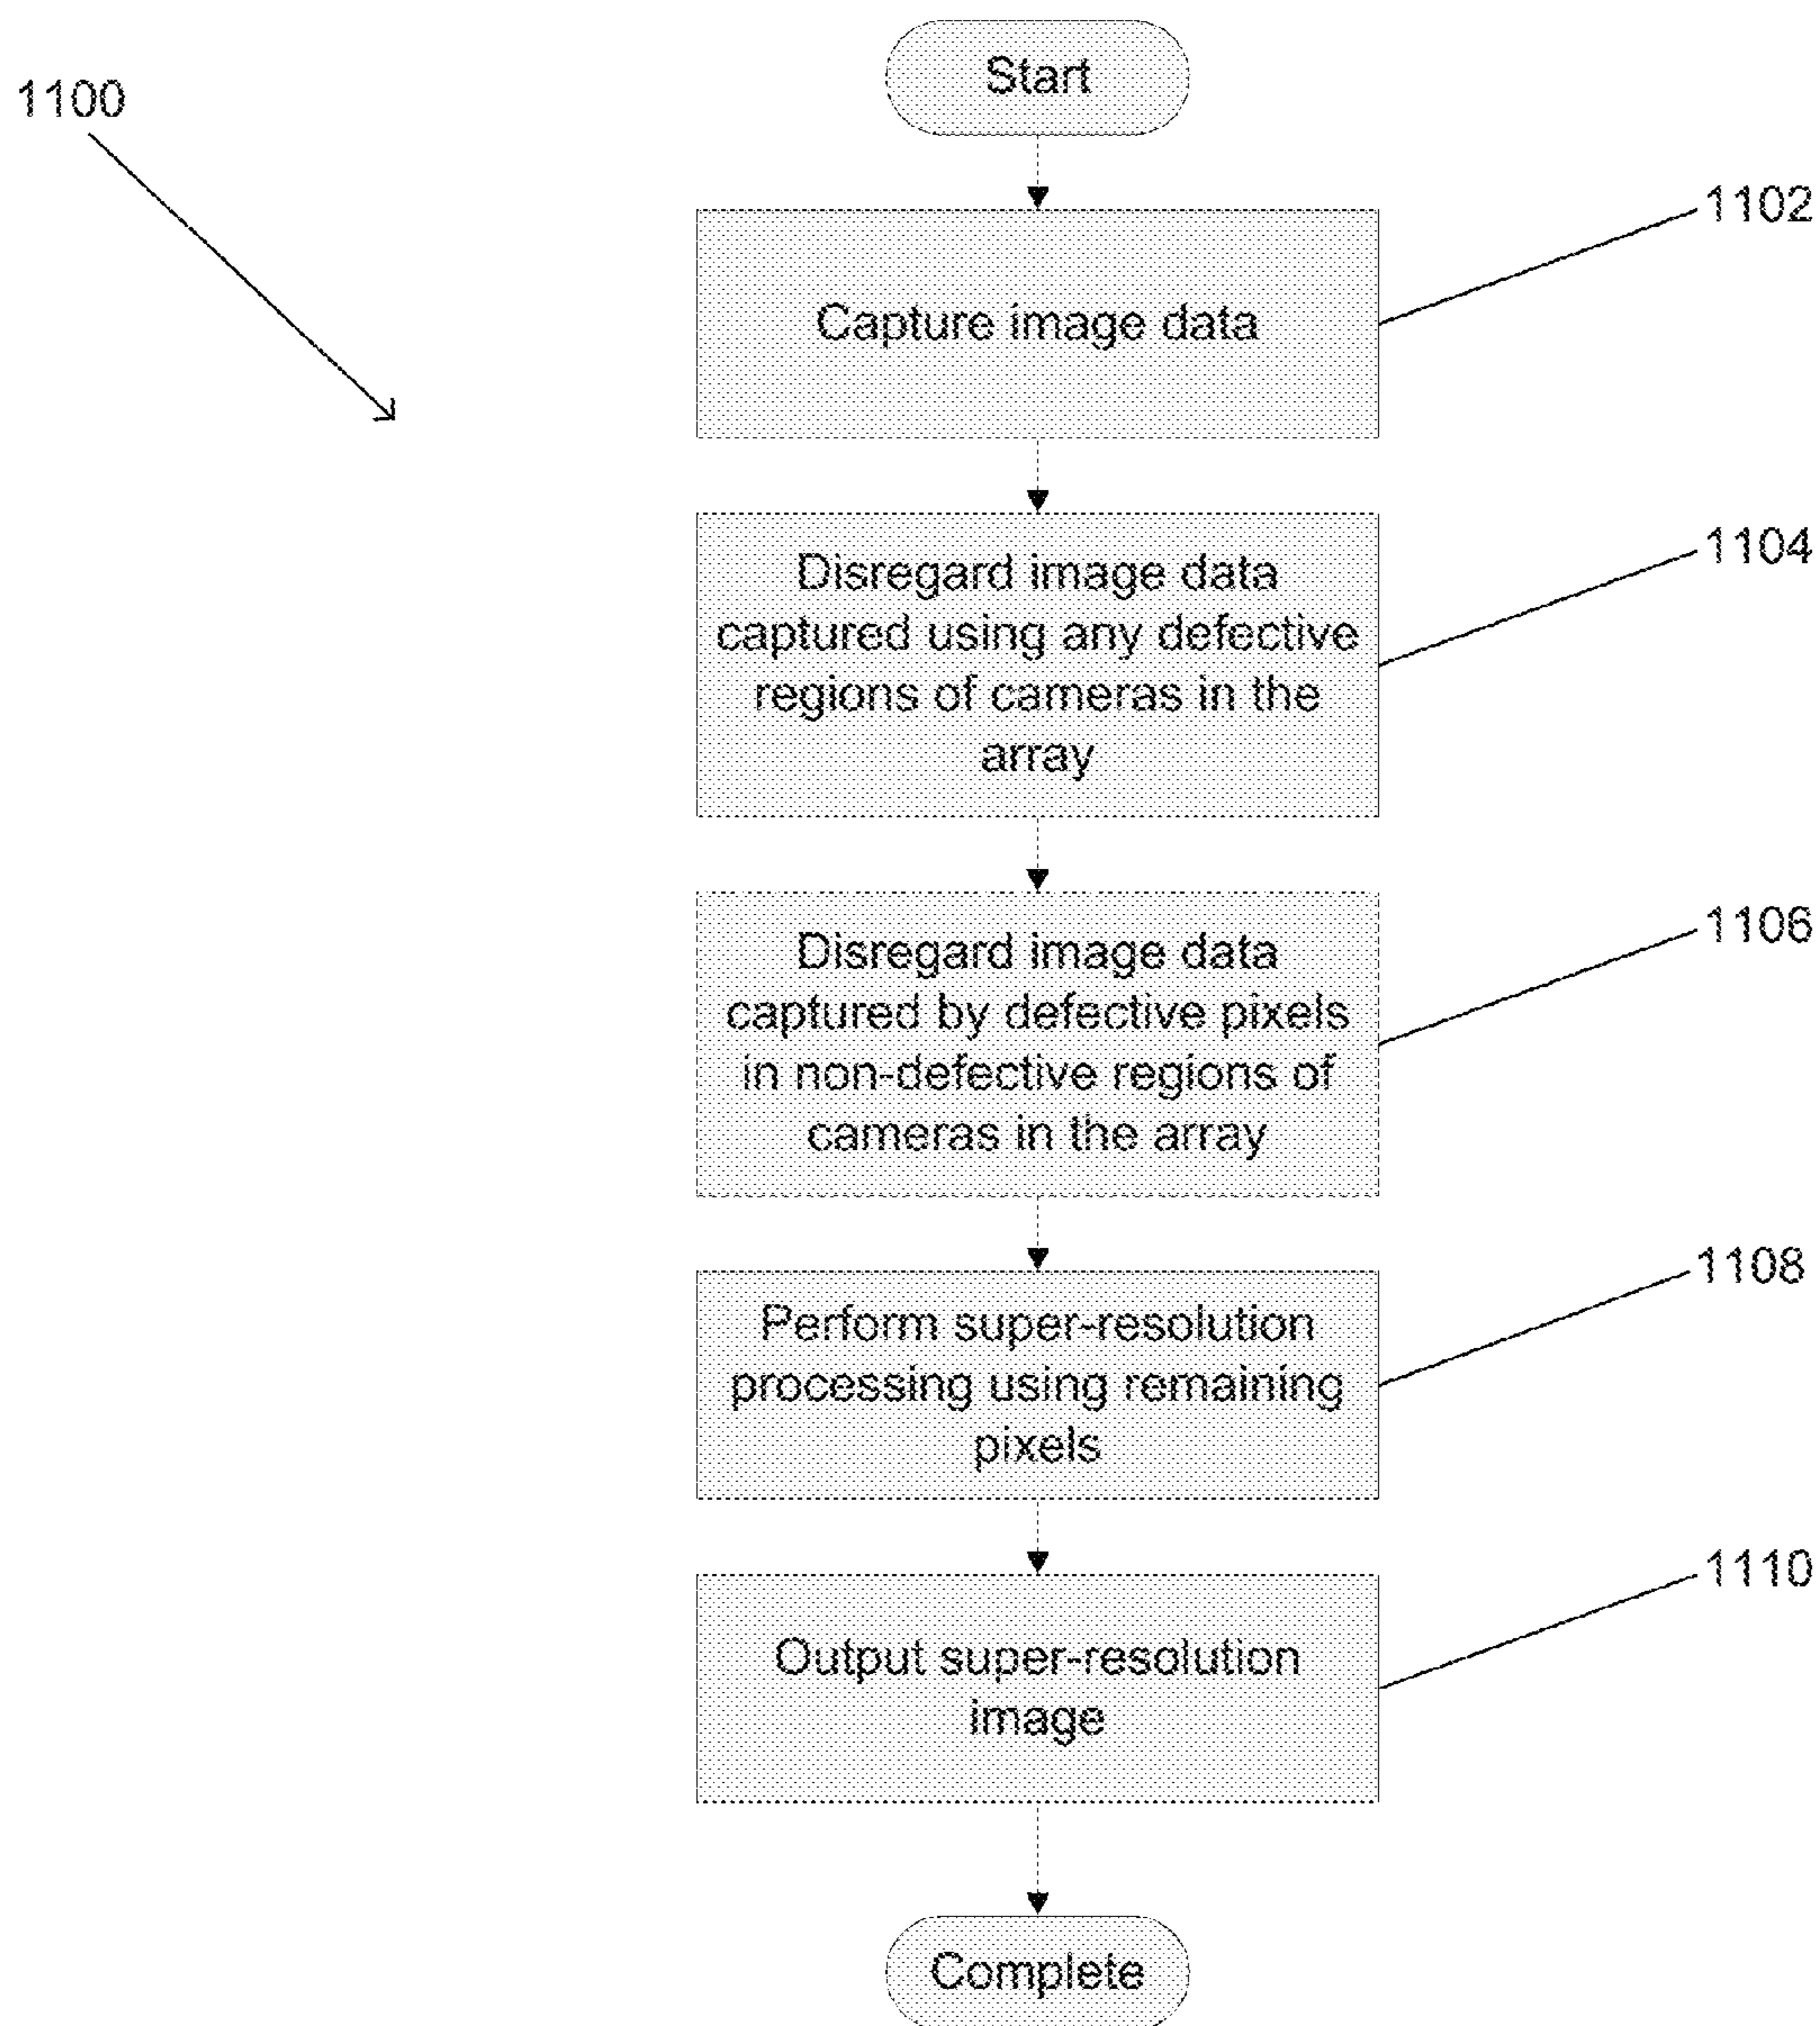 Start
1100
1102
Capture image data
1104
Disregard image data
captured using any defective
regions of cameras in the
array
1106
Disregard image data
captured by defective pixels
in non-defective regions of
cameras in the array
1108
Perform super-resolution
processing using remaining
pixels
1110
Output super-resolution
image
Complete